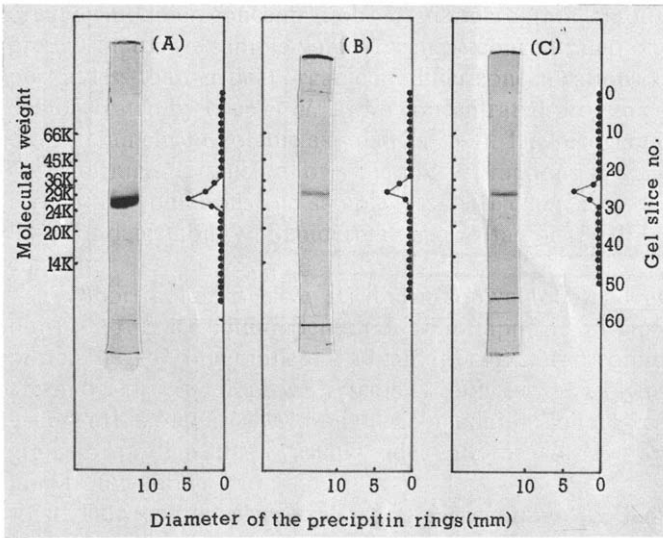 (A) (B) (C)
Molecular weight
66K
45K
36K
29K
24K
20K
14K
0
10
20
30
40
50
60
Gel slice no.
10 5 0 10 5 0 10 5 0
Diameter of the precipitin rings(mm)